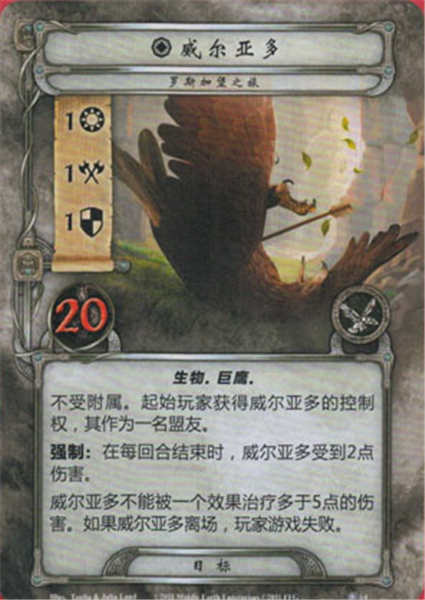 威尔亚多
罗斯加堡之旅
1
1
1
20
生物. 巨鹰.
不受附属。起始玩家获得威尔亚多的控制
权,其作为一名盟友。
强制:在每回合结束时,威尔亚多受到2点
伤害。
威尔亚多不能被一个效果治疗多于5点的伤
害。如果威尔亚多离场,玩家游戏失败。
目标